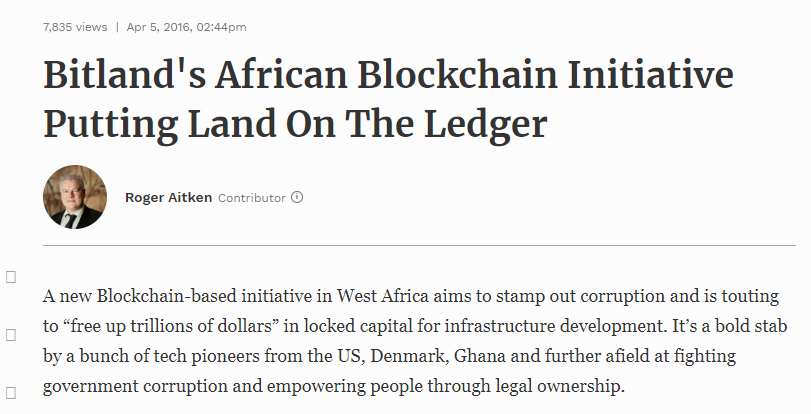 7,835 views | Apr 5, 2016, 02:44pm
Bitland's African Blockchain Initiative
Putting Land On The Ledger
Roger Aitken Contributor ⓘ
A new Blockchain-based initiative in West Africa aims to stamp out corruption and is touting
to “free up trillions of dollars” in locked capital for infrastructure development. It’s a bold stab
by a bunch of tech pioneers from the US, Denmark, Ghana and further afield at fighting
government corruption and empowering people through legal ownership.